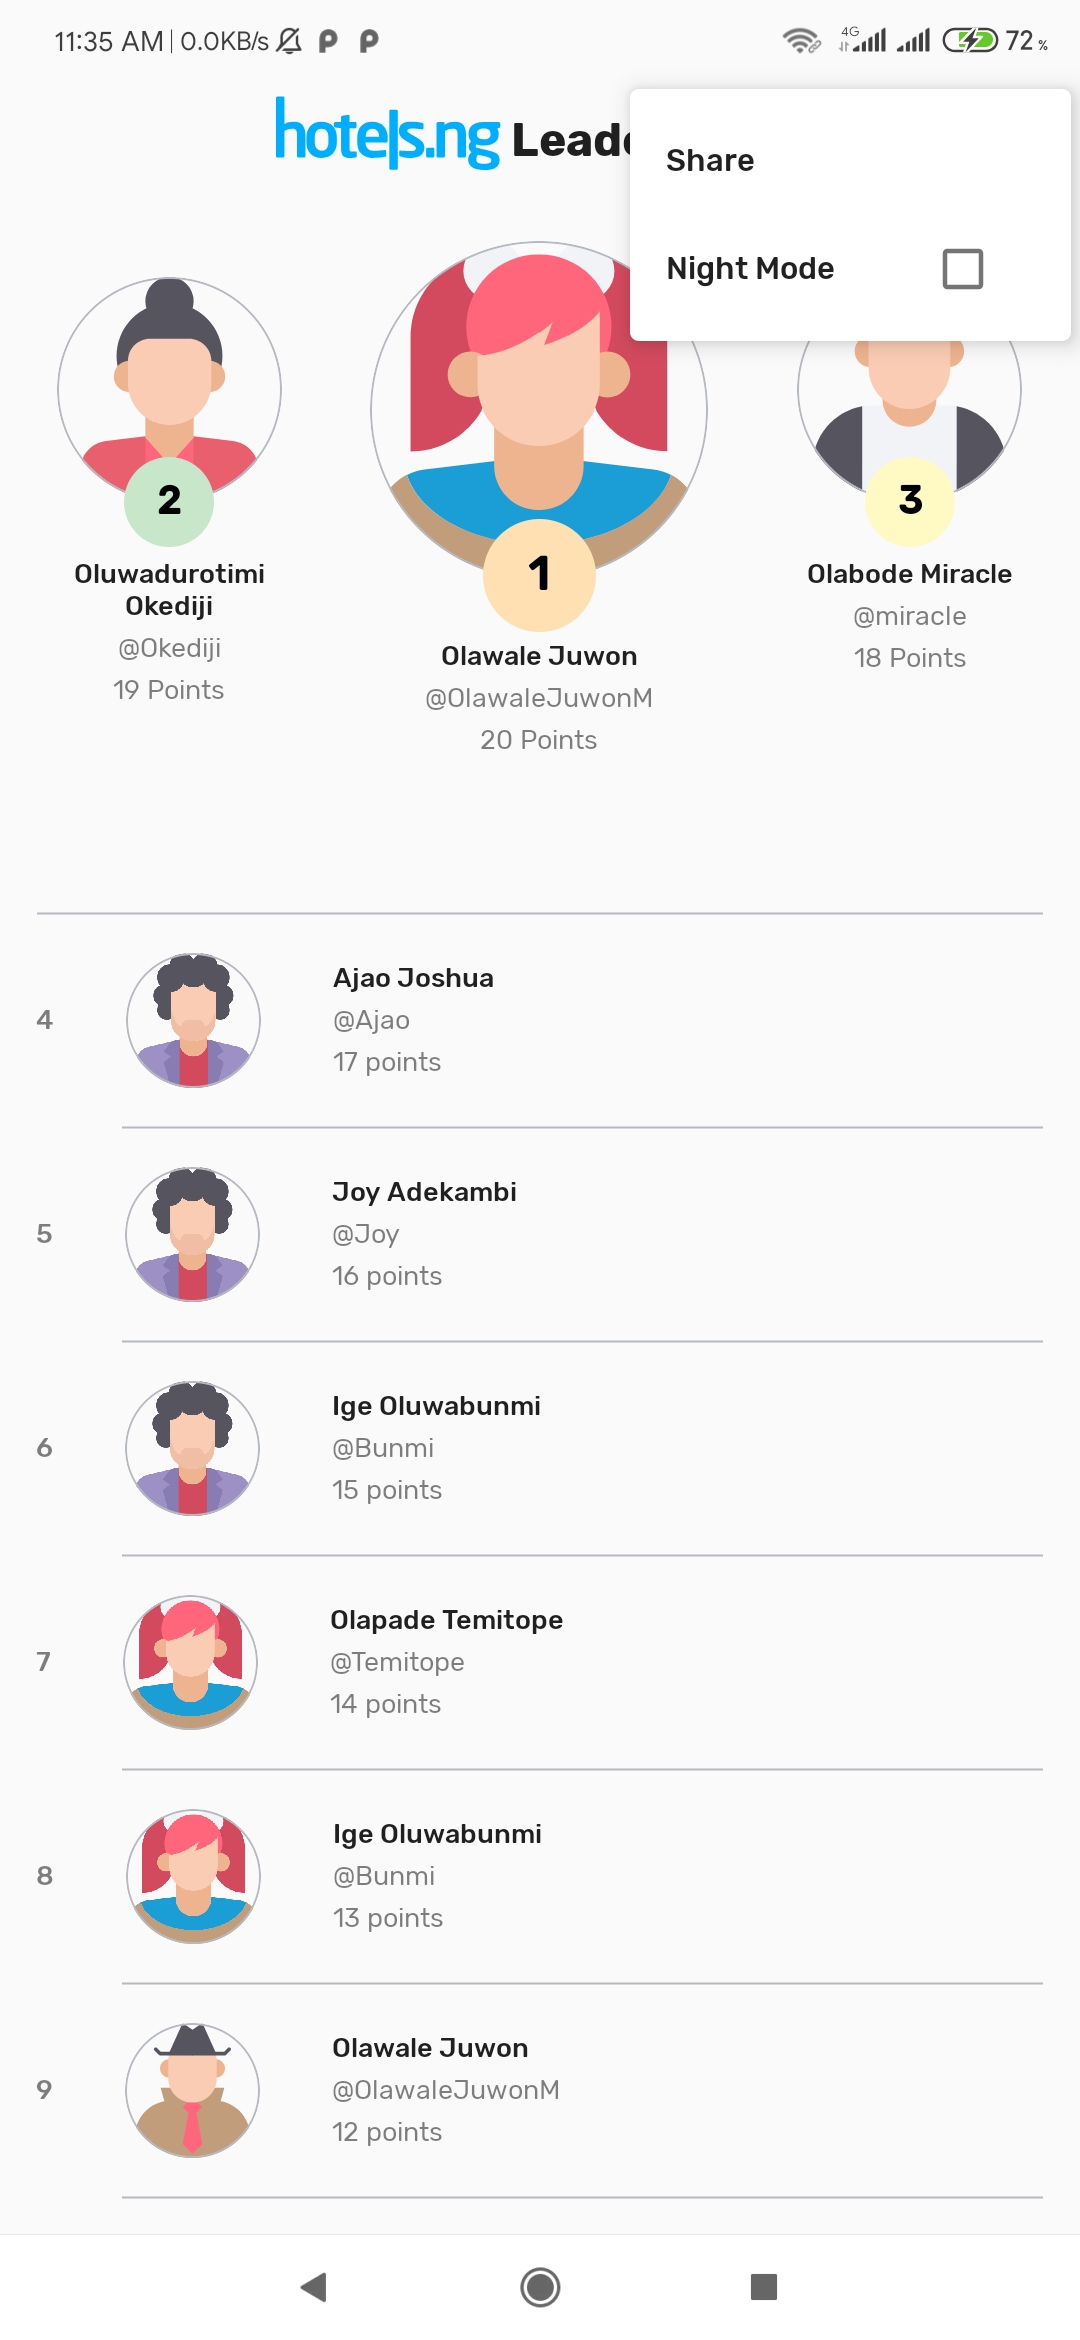 11:35 AM | 0.0KB/s
4G
72 %
hotels.ng Leade
Share
Night Mode
2
Oluwadurotimi
Okediji
@Okediji
19 Points
1
Olawale Juwon
@OlawaleJuwonM
20 Points
3
Olabode Miracle
@miracle
18 Points
4
Ajao Joshua
@Ajao
17 points
5
Joy Adekambi
@Joy
16 points
6
Ige Oluwabunmi
@Bunmi
15 points
7
Olapade Temitope
@Temitope
14 points
8
Ige Oluwabunmi
@Bunmi
13 points
9
Olawale Juwon
@OlawaleJuwonM
12 points